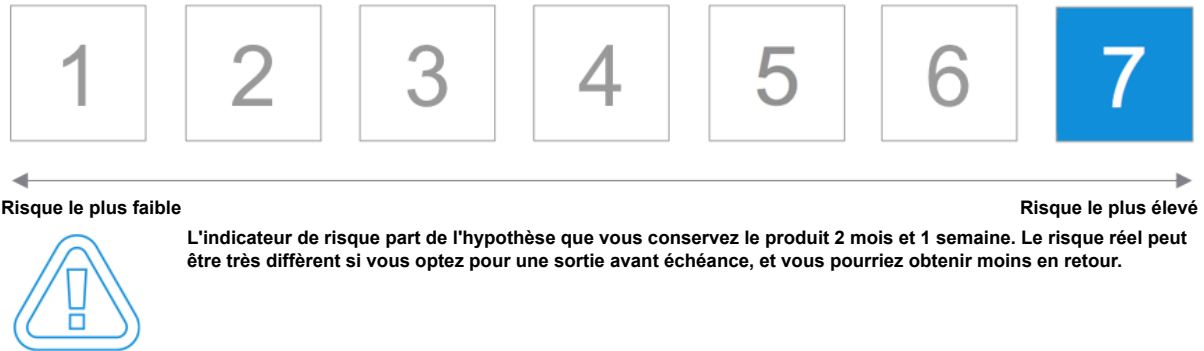 1 2 3 4 5 6 7
Risque le plus faible Risque le plus élevé
L'indicateur de risque part de l'hypothèse que vous conservez le produit 2 mois et 1 semaine. Le risque réel peut
être très diffèrent si vous optez pour une sortie avant échéance, et vous pourriez obtenir moins en retour.